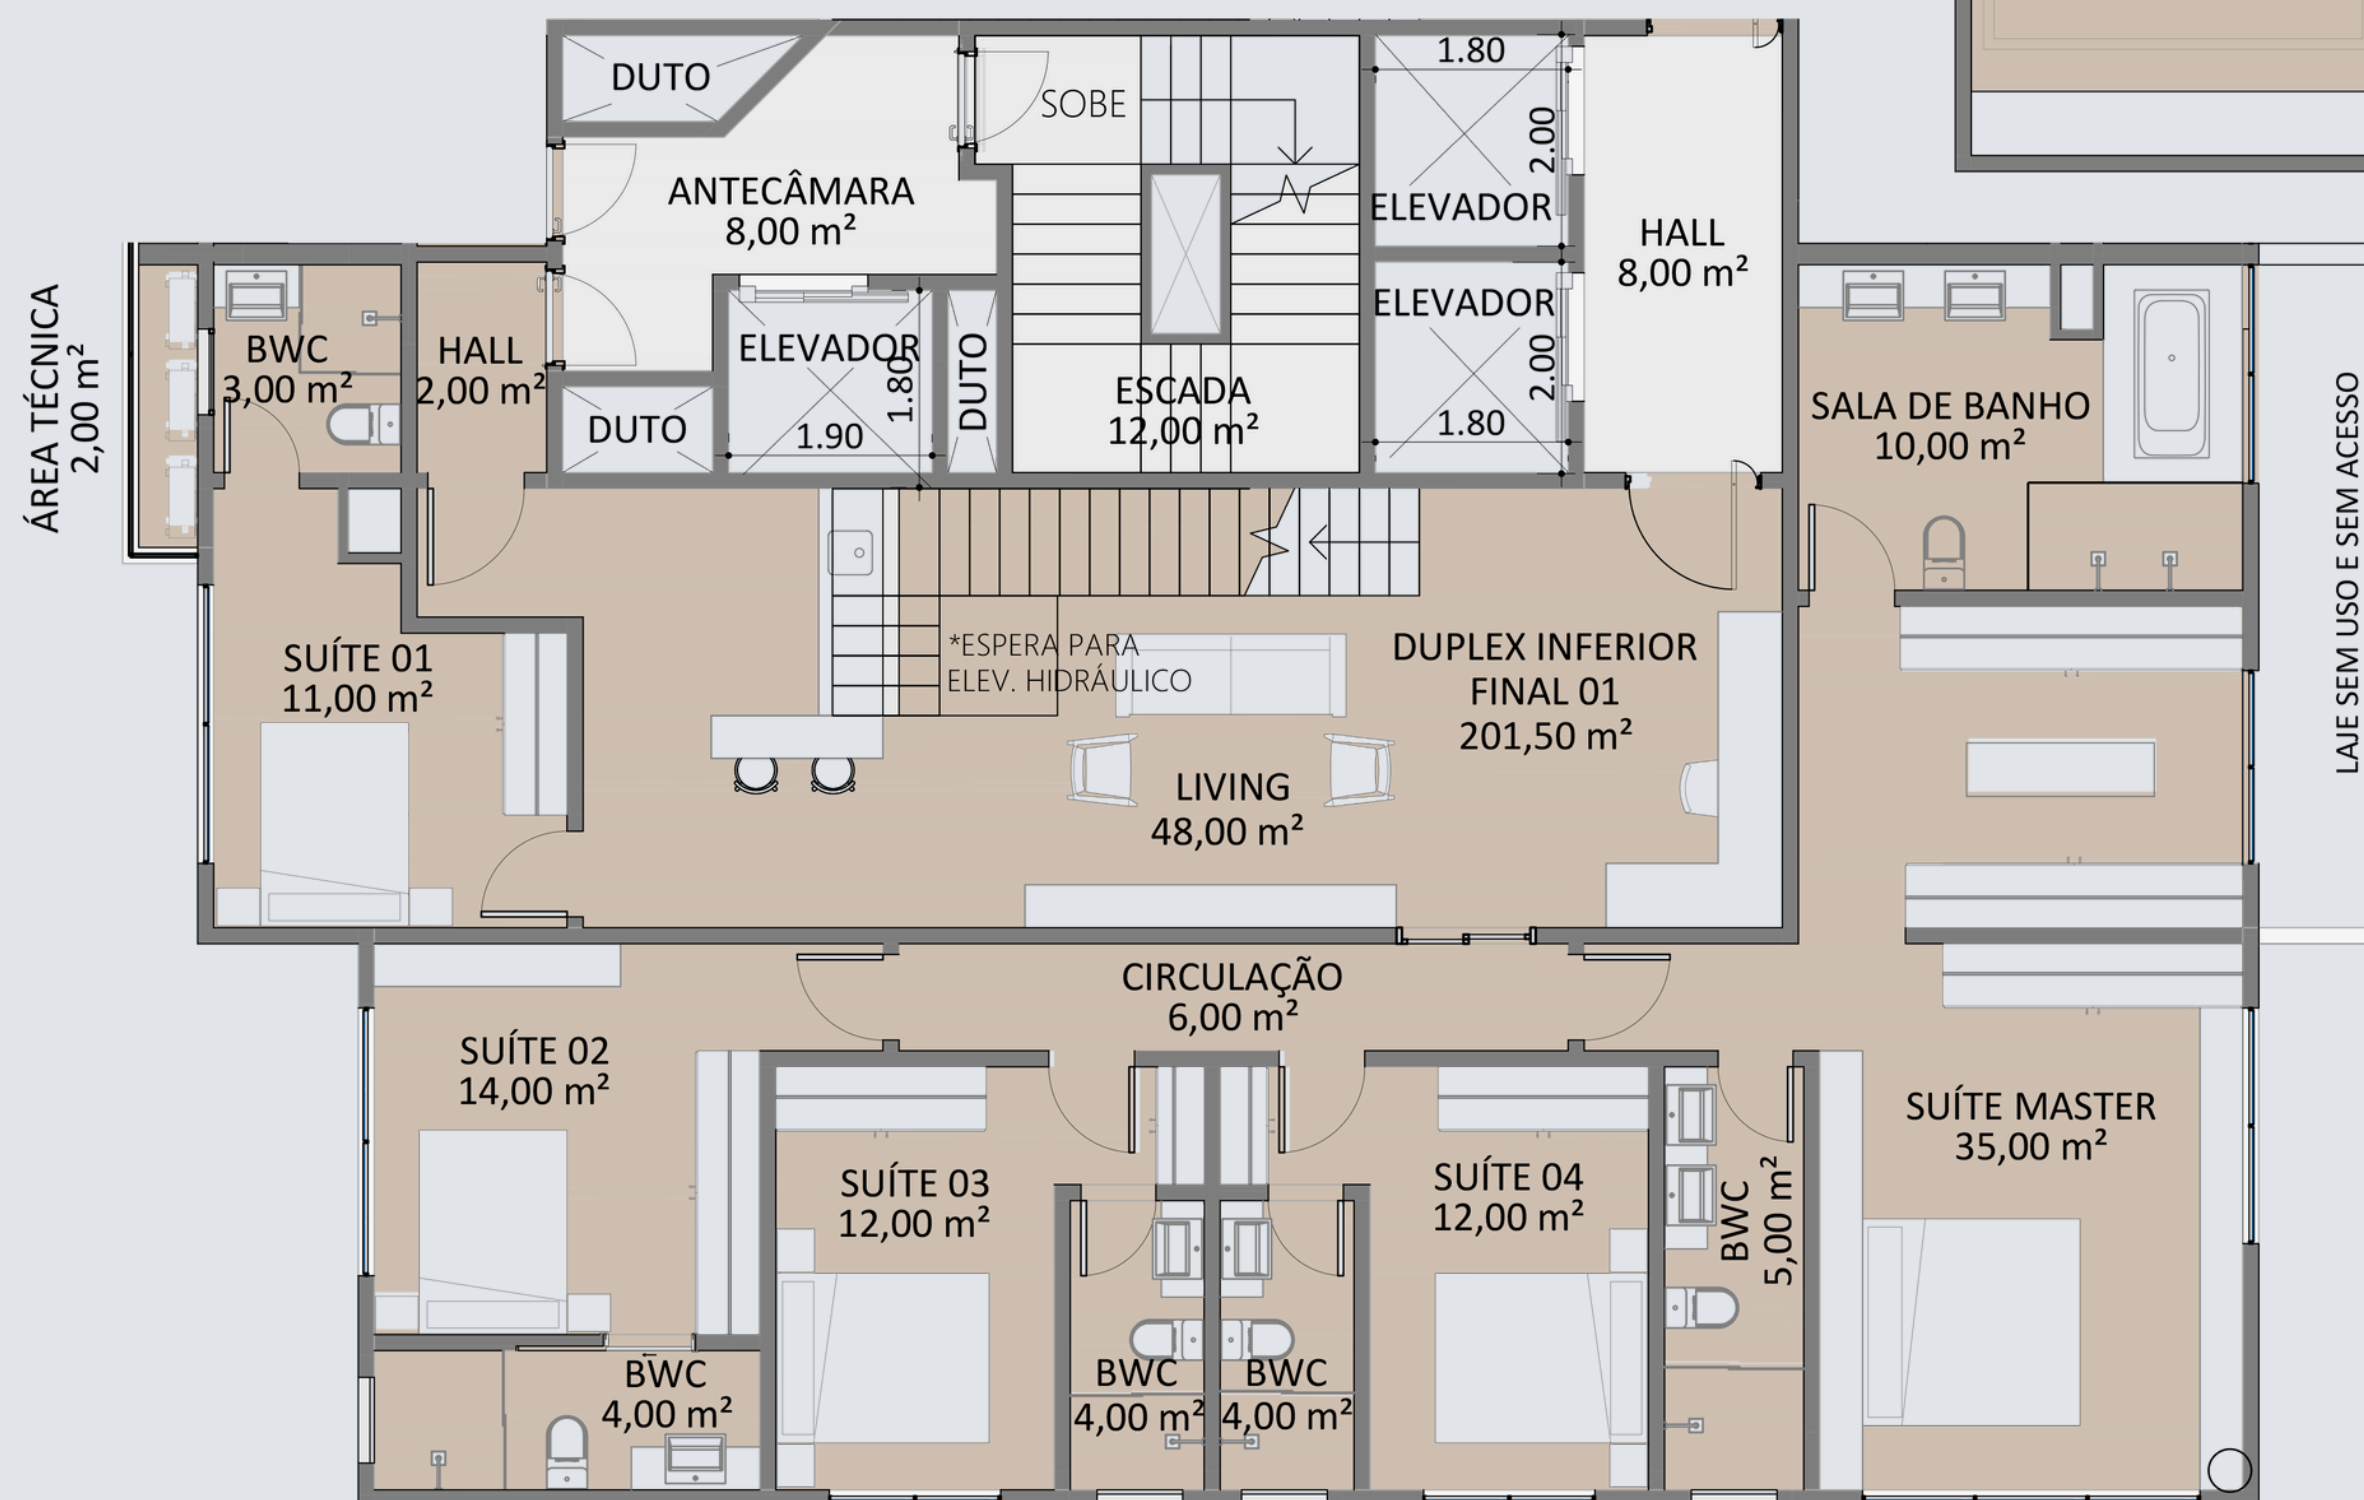 DUTO
SOBE
1.80
2.00
ELEVADOR
ANTECÂMARA
8,00 m²
HALL
8,00 m²
ÁREA TÉCNICA
2,00 m²
BWC
3,00 m²
HALL
2,00 m²
ELEVADOR
1.80
1.90
DUTO
DUTO
ESCADA
12,00 m²
ELEVADOR
2.00
1.80
SALA DE BANHO
10,00 m²
LAJE SEM USO E SEM ACESSO
SUÍTE 01
11,00 m²
*ESPERA PARA
ELEV. HIDRÁULICO
DUPLEX INFERIOR
FINAL 01
201,50 m²
LIVING
48,00 m²
CIRCULAÇÃO
6,00 m²
SUÍTE 02
14,00 m²
SUÍTE 03
12,00 m²
SUÍTE 04
12,00 m²
BWC
5,00 m²
SUÍTE MASTER
35,00 m²
BWC
4,00 m²
BWC
4,00 m²
BWC
4,00 m²